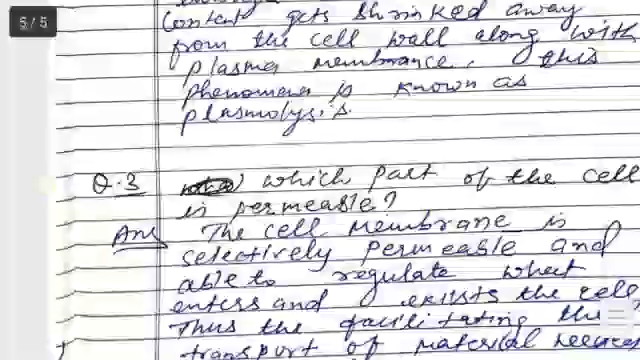 5/5
Content gets Shrinked away
from the cell wall along with
plasma membrance, this
phenomena is known as
plasmolysis.
Q.3 which part of the cell
is permeable?
Ans The cell membrane is
selectively permeable and
able to regulate what
enters and exists the cell,
Thus the facilitating the
transport of material